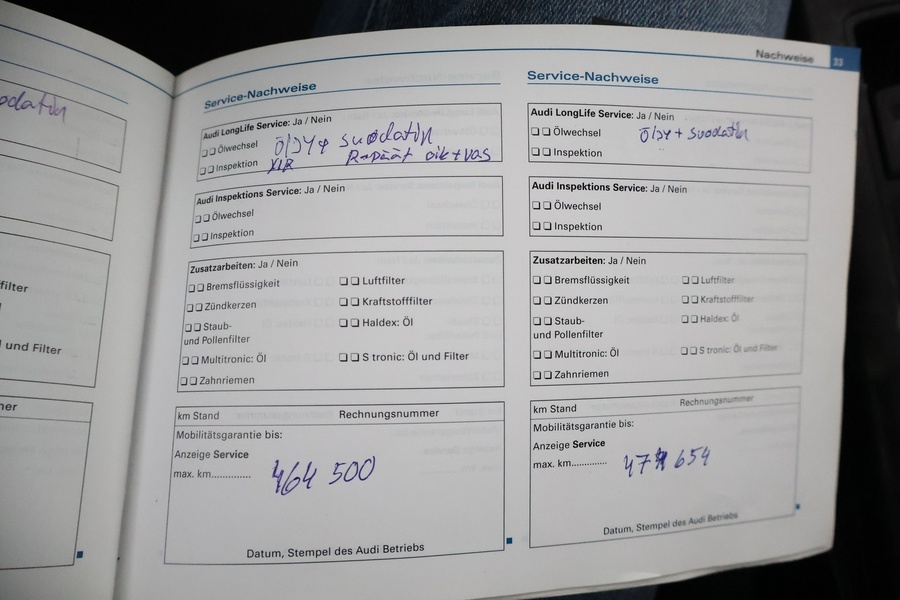 odatin
filter
und Filter
mer
Nachweise 23
Service-Nachweise
Audi LongLife Service: Ja / Nein
❑ ❑ Ölwechsel öljy + suodatin
❑ ❑ Inspektion Rapäät oik + vas
Audi Inspektions Service: Ja / Nein
❑ ❑ Ölwechsel
❑ ❑ Inspektion
Zusatzarbeiten: Ja / Nein
❑ ❑ Bremsflüssigkeit ❑ ❑ Luftfilter
❑ ❑ Zündkerzen ❑ ❑ Kraftstofffilter
❑ ❑ Staub- ❑ ❑ Haldex: Öl
und Pollenfilter
❑ ❑ Multitronic: Öl ❑ ❑ S tronic: Öl und Filter
❑ ❑ Zahnriemen
km Stand Rechnungsnummer
Mobilitätsgarantie bis:
Anzeige Service
max. km.............. 464 500
Datum, Stempel des Audi Betriebs
Service-Nachweise
Audi LongLife Service: Ja / Nein
❑ ❑ Ölwechsel öljy + suodatin
❑ ❑ Inspektion
Audi Inspektions Service: Ja / Nein
❑ ❑ Ölwechsel
❑ ❑ Inspektion
Zusatzarbeiten: Ja / Nein
❑ ❑ Bremsflüssigkeit ❑ ❑ Luftfilter
❑ ❑ Zündkerzen ❑ ❑ Kraftstofffilter
❑ ❑ Staub- ❑ ❑ Haldex: Öl
und Pollenfilter
❑ ❑ Multitronic: Öl ❑ ❑ S tronic: Öl und Filter
❑ ❑ Zahnriemen
km Stand Rechnungsnummer
Mobilitätsgarantie bis:
Anzeige Service
max. km.............. 654
Datum, Stempel des Audi Betriebs